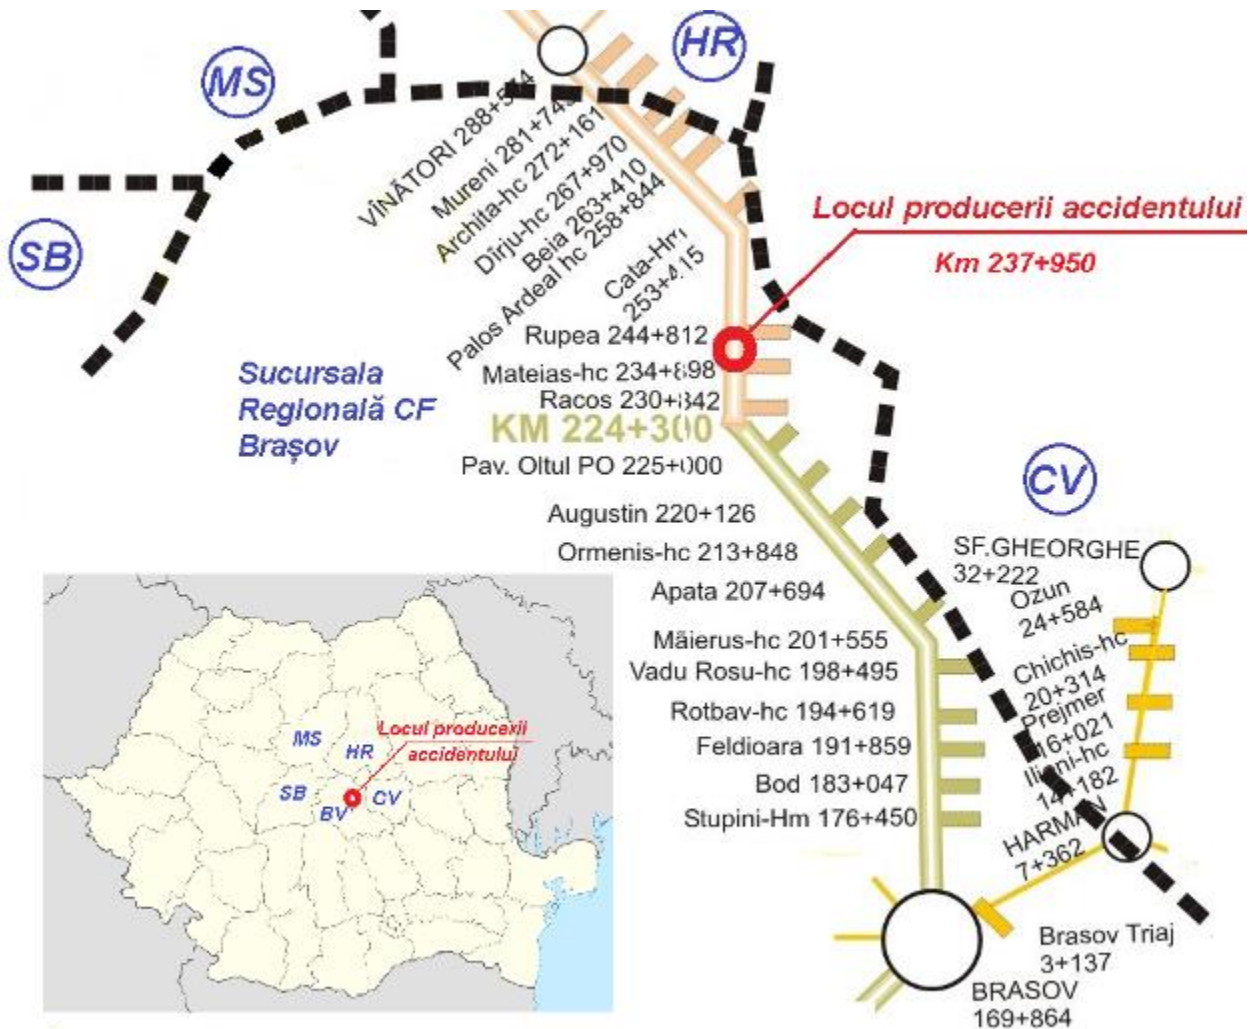 HR
MS
VÎNĂTORI 288+574
Mureni 281+743
Archita-hc 272+161
Dîrju-hc 267+970
Beia 263+410
Palos Ardeal hc 258+844
Cata-Hm
253+415
Locul producerii accidentului
Km 237+950
SB
Rupea 244+812
Mateias-hc 234+898
Racos 230+842
KM 224+300
Pav. Oltul PO 225+000
Sucursala
Regională CF
Brașov
CV
Augustin 220+126
Ormenis-hc 213+848
Apata 207+694
Măierus-hc 201+555
Vadu Rosu-hc 198+495
Rotbav-hc 194+619
Feldioara 191+859
Bod 183+047
Stupini-Hm 176+450
SF.GHEORGHE
32+222
Ozun
24+584
Chichis-hc
20+314
Prejmer
16+021
Ilieni-hc
14+182
HARMAN
7+362
Brasov Triaj
3+137
BRASOV
169+864
Locul producerii
accidentului
MS
HR
SB
BV
CV